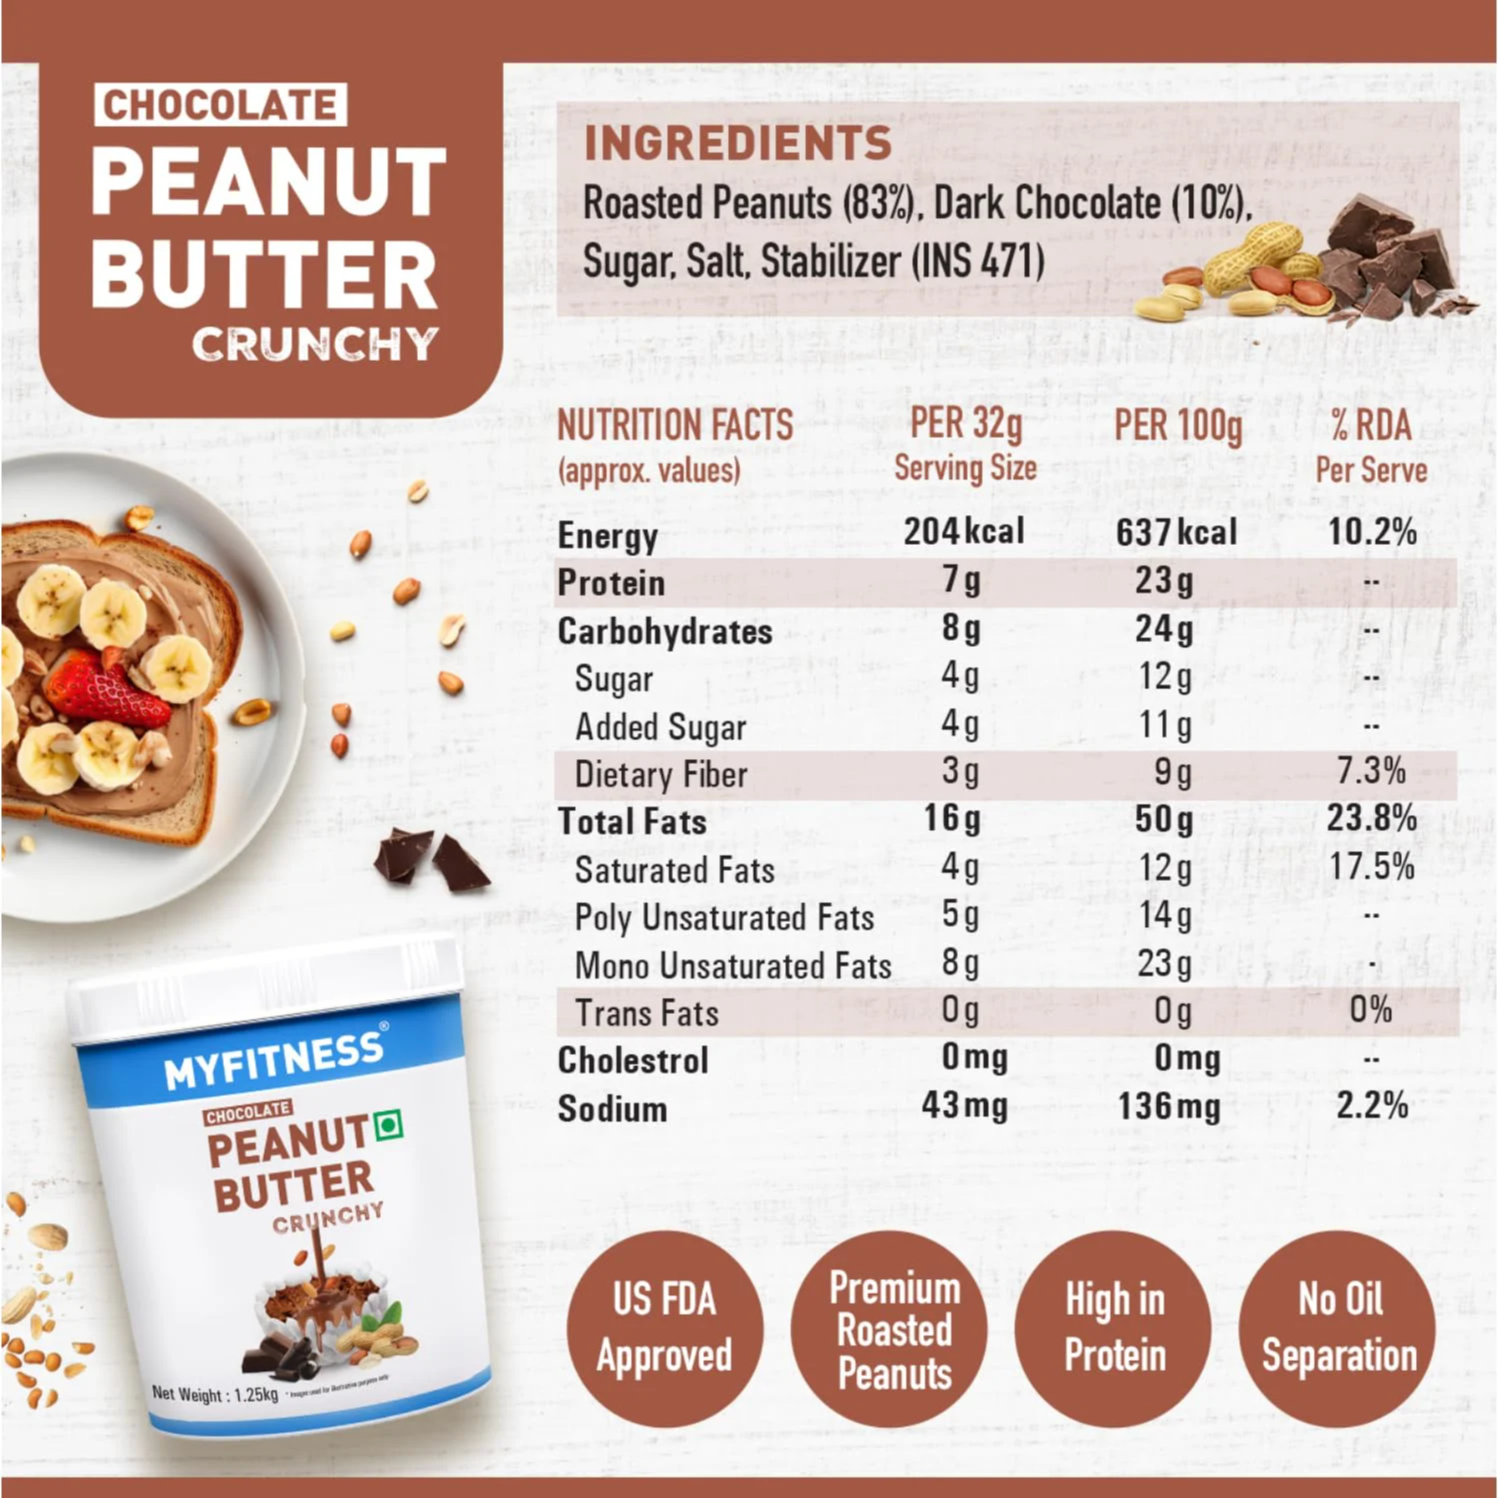 CHOCOLATE
PEANUT
BUTTER
CRUNCHY
INGREDIENTS
Roasted Peanuts (83%), Dark Chocolate (10%),
Sugar, Salt, Stabilizer (INS 471)
NUTRITION FACTS PER 32g PER 100g % RDA
(approx. values) Serving Size Per Serve
Energy 204 kcal 637 kcal 10.2%
Protein 7 g 23 g --
Carbohydrates 8 g 24 g --
Sugar 4 g 12 g --
Added Sugar 4 g 11 g --
Dietary Fiber 3 g 9 g 7.3%
Total Fats 16 g 50 g 23.8%
Saturated Fats 4 g 12 g 17.5%
Poly Unsaturated Fats 5 g 14 g --
Mono Unsaturated Fats 8 g 23 g -
Trans Fats 0 g 0 g 0%
Cholestrol 0 mg 0 mg --
Sodium 43 mg 136 mg 2.2%
MYFITNESS®
CHOCOLATE
PEANUT
BUTTER
CRUNCHY
Net Weight : 1.25kg *Images used for illustrative purpose only
US FDA
Approved
Premium
Roasted
Peanuts
High in
Protein
No Oil
Separation